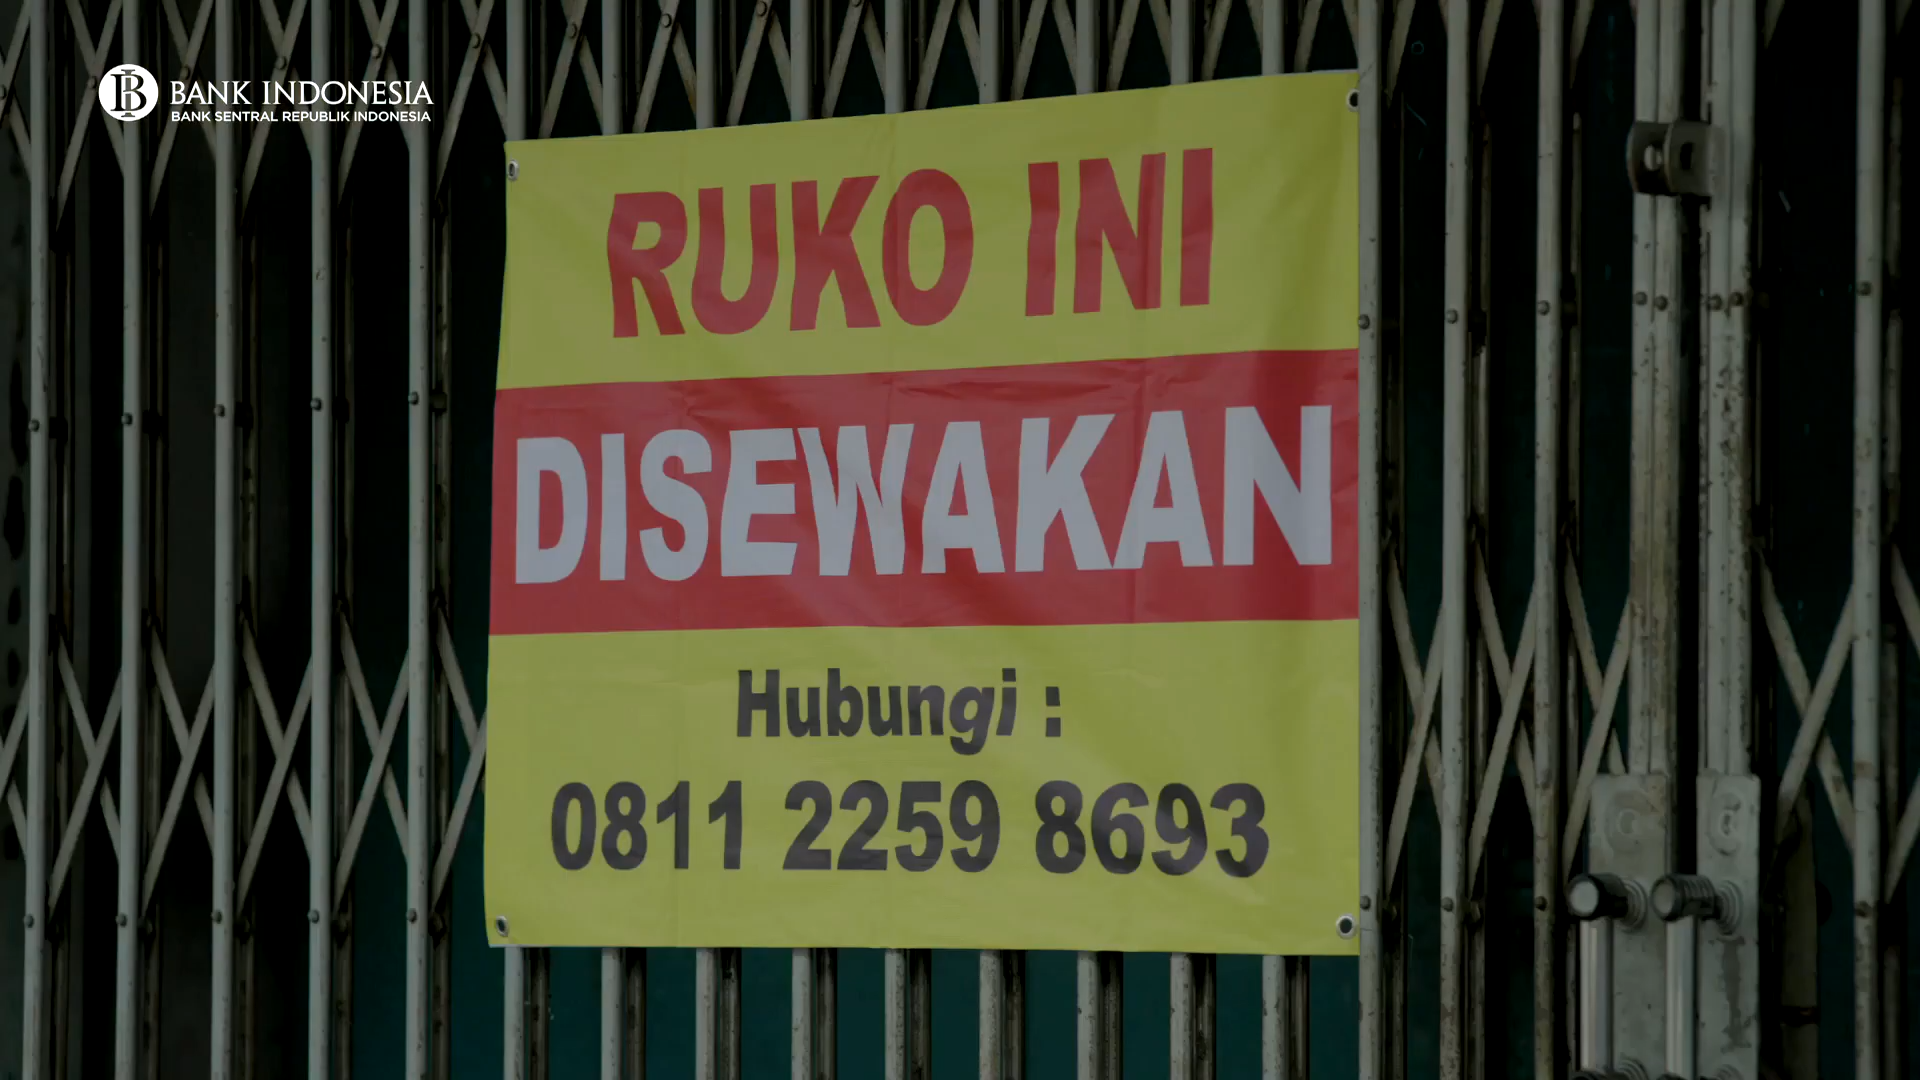 BANK INDONESIA
BANK SENTRAL REPUBLIK INDONESIA
RUKO INI
DISEWAKAN
Hubungi :
0811 2259 8693